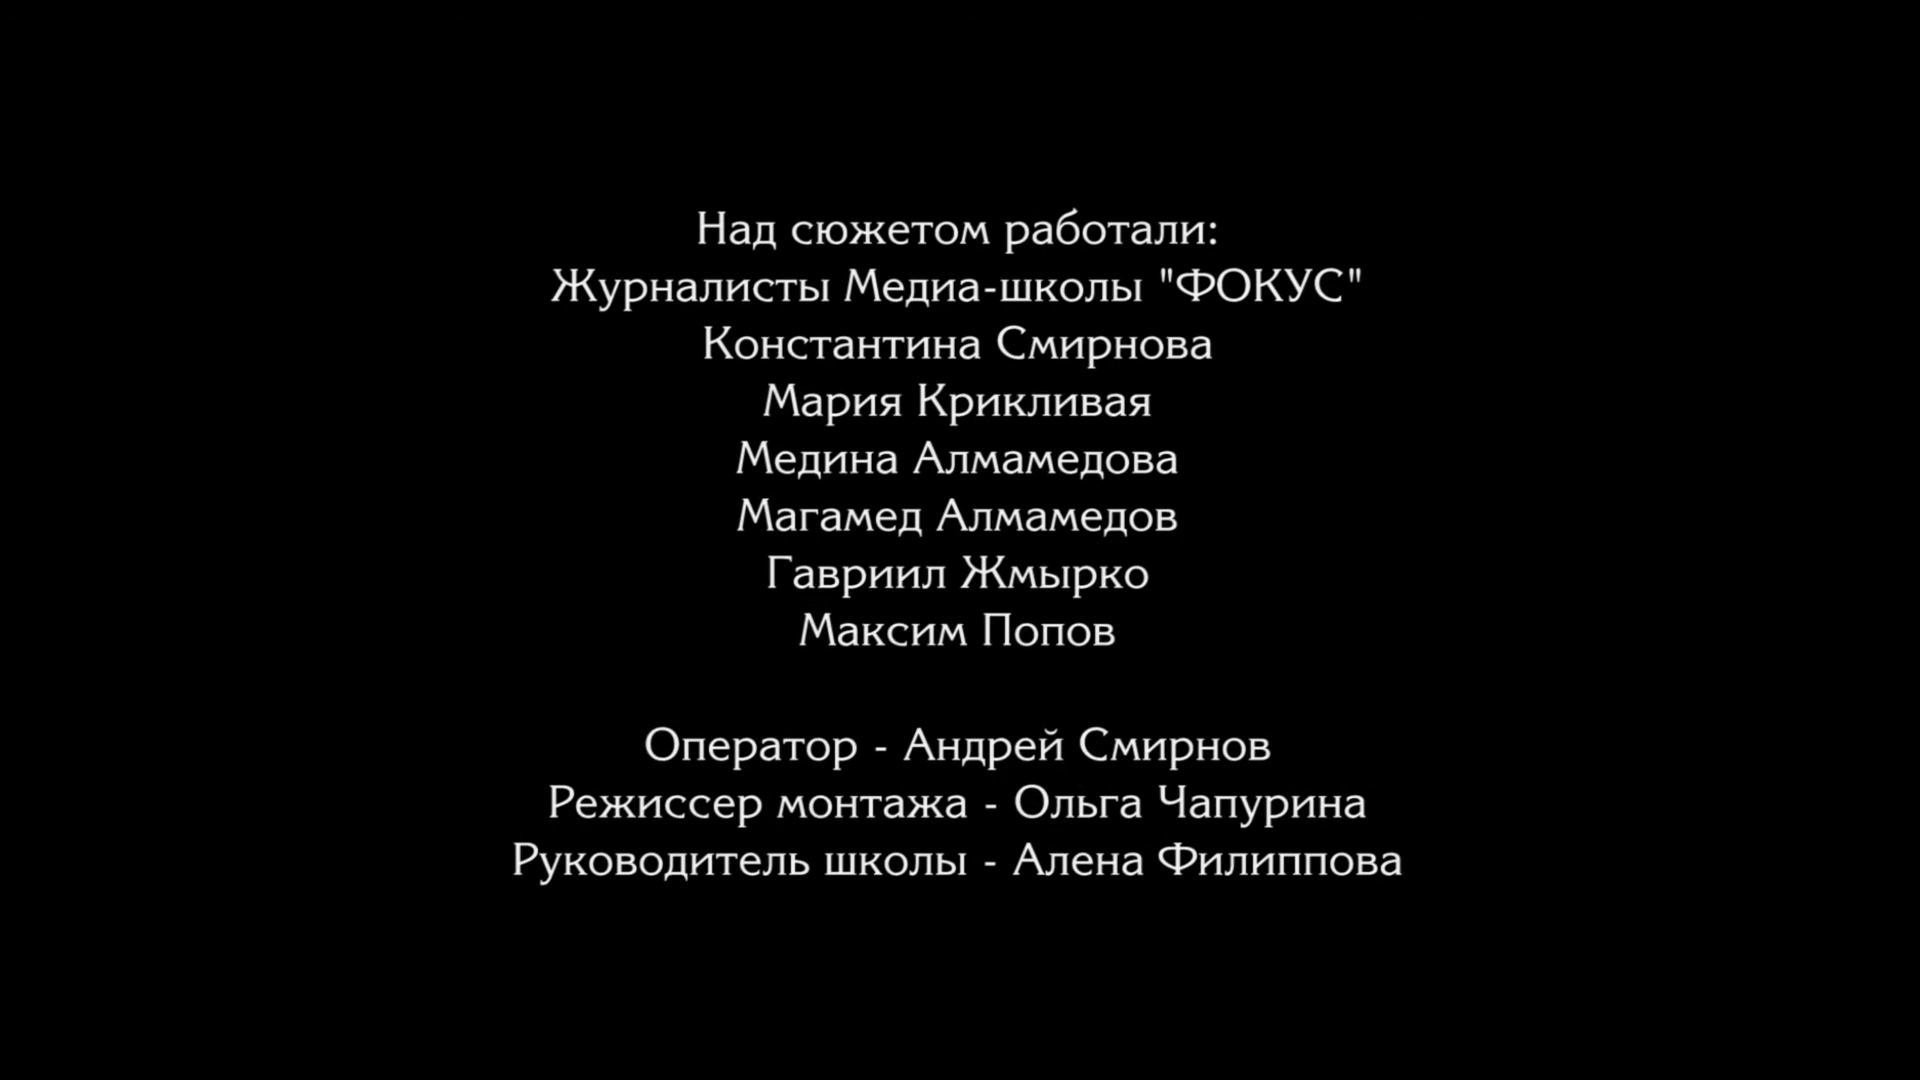 Над сюжетом работали:
Журналисты Медиа-школы "ФОКУС"
Константина Смирнова
Мария Крикливая
Медина Алмамедова
Магамед Алмамедов
Гавриил Жмырко
Максим Попов
Оператор - Андрей Смирнов
Режиссер монтажа - Ольга Чапурина
Руководитель школы - Алена Филиппова